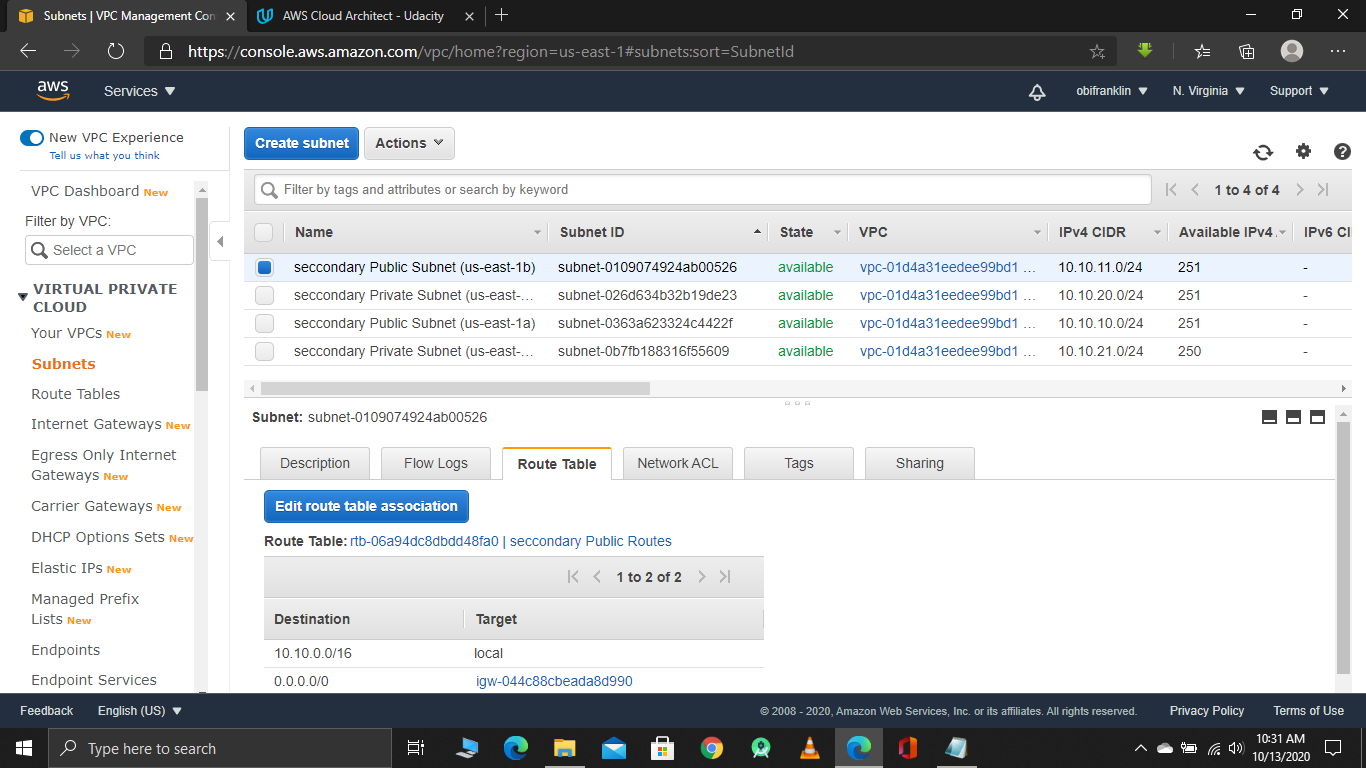 Subnets | VPC Management Con
AWS Cloud Architect - Udacity
https://console.aws.amazon.com/vpc/home?region=us-east-1#subnets:sort=SubnetId
aws Services obifranklin N. Virginia Support
New VPC Experience
Tell us what you think
VPC Dashboard New
Filter by VPC:
Select a VPC
VIRTUAL PRIVATE
CLOUD
Your VPCs New
Subnets
Route Tables
Internet Gateways New
Egress Only Internet
Gateways New
Carrier Gateways New
DHCP Options Sets New
Elastic IPs New
Managed Prefix
Lists New
Endpoints
Endpoint Services
Create subnet Actions
Filter by tags and attributes or search by keyword 1 to 4 of 4
Name Subnet ID State VPC IPv4 CIDR Available IPv4 IPv6 CI
seccondary Public Subnet (us-east-1b) subnet-0109074924ab00526 available vpc-01d4a31eedee99bd1 ... 10.10.11.0/24 251 -
seccondary Private Subnet (us-east-... subnet-026d634b32b19de23 available vpc-01d4a31eedee99bd1 ... 10.10.20.0/24 251 -
seccondary Public Subnet (us-east-1a) subnet-0363a623324c4422f available vpc-01d4a31eedee99bd1 ... 10.10.10.0/24 251 -
seccondary Private Subnet (us-east-... subnet-0b7fb188316f55609 available vpc-01d4a31eedee99bd1 ... 10.10.21.0/24 250 -
Subnet: subnet-0109074924ab00526
Description Flow Logs Route Table Network ACL Tags Sharing
Edit route table association
Route Table: rtb-06a94dc8dbdd48fa0 | seccondary Public Routes
1 to 2 of 2
Destination Target
10.10.0.0/16 local
0.0.0.0/0 igw-044c88cbeada8d990
Feedback English (US) © 2008 - 2020, Amazon Web Services, Inc. or its affiliates. All rights reserved. Privacy Policy Terms of Use
Type here to search
10:31 AM
10/13/2020